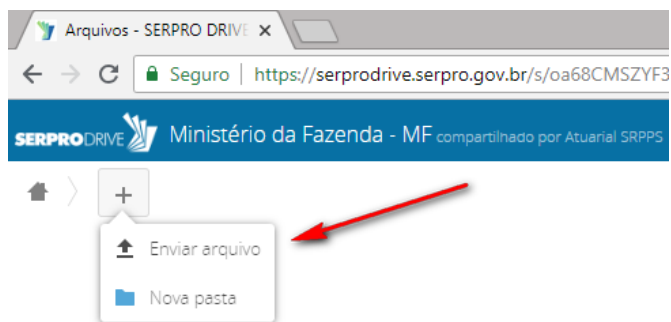 Arquivos - SERPRO DRIVE
Seguro | https://serprodrive.serpro.gov.br/s/oa68CMSZYF3
SERPRODRIVE Ministério da Fazenda - MF compartilhado por Atuarial SRPPS
Enviar arquivo
Nova pasta